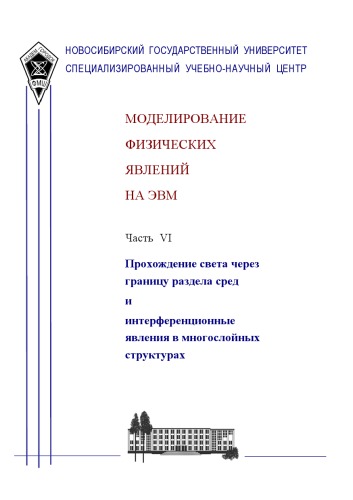 НОВОСИБИРСКИЙ ГОСУДАРСТВЕННЫЙ УНИВЕРСИТЕТ
СПЕЦИАЛИЗИРОВАННЫЙ УЧЕБНО-НАУЧНЫЙ ЦЕНТР
ФМШ
МОДЕЛИРОВАНИЕ
ФИЗИЧЕСКИХ
ЯВЛЕНИЙ
НА ЭВМ
Часть VI
Прохождение света через
границу раздела сред
и
интерференционные
явления в многослойных
структурах